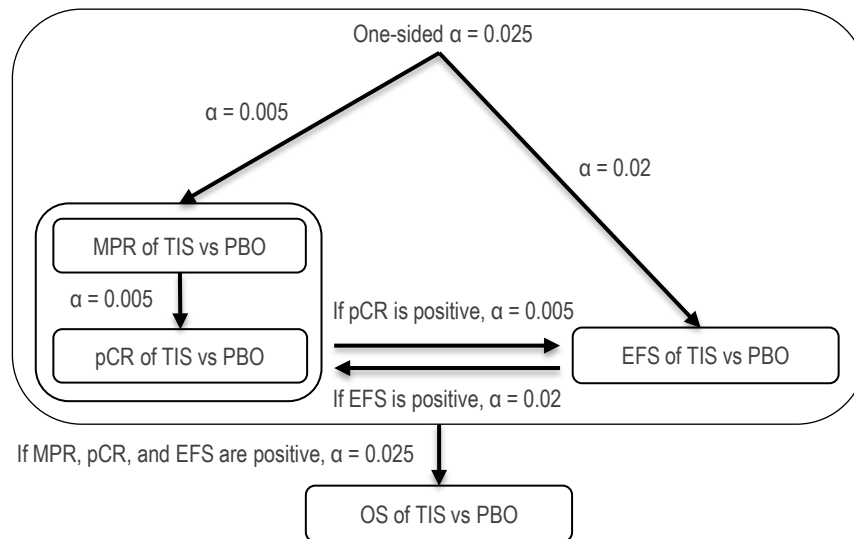 One-sided α = 0.025
α = 0.005
α = 0.02
MPR of TIS vs PBO
α = 0.005
If pCR is positive, α = 0.005
pCR of TIS vs PBO
EFS of TIS vs PBO
If EFS is positive, α = 0.02
If MPR, pCR, and EFS are positive, α = 0.025
OS of TIS vs PBO